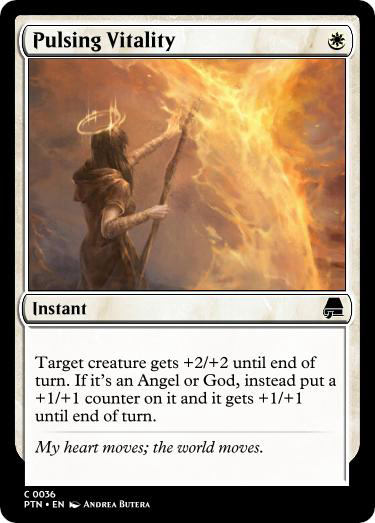 Pulsing Vitality
Instant
Target creature gets +2/+2 until end of
turn. If it's an Angel or God, instead put a
+1/+1 counter on it and it gets +1/+1
until end of turn.
My heart moves; the world moves.
C 0036
PTN • EN Andrea Butera